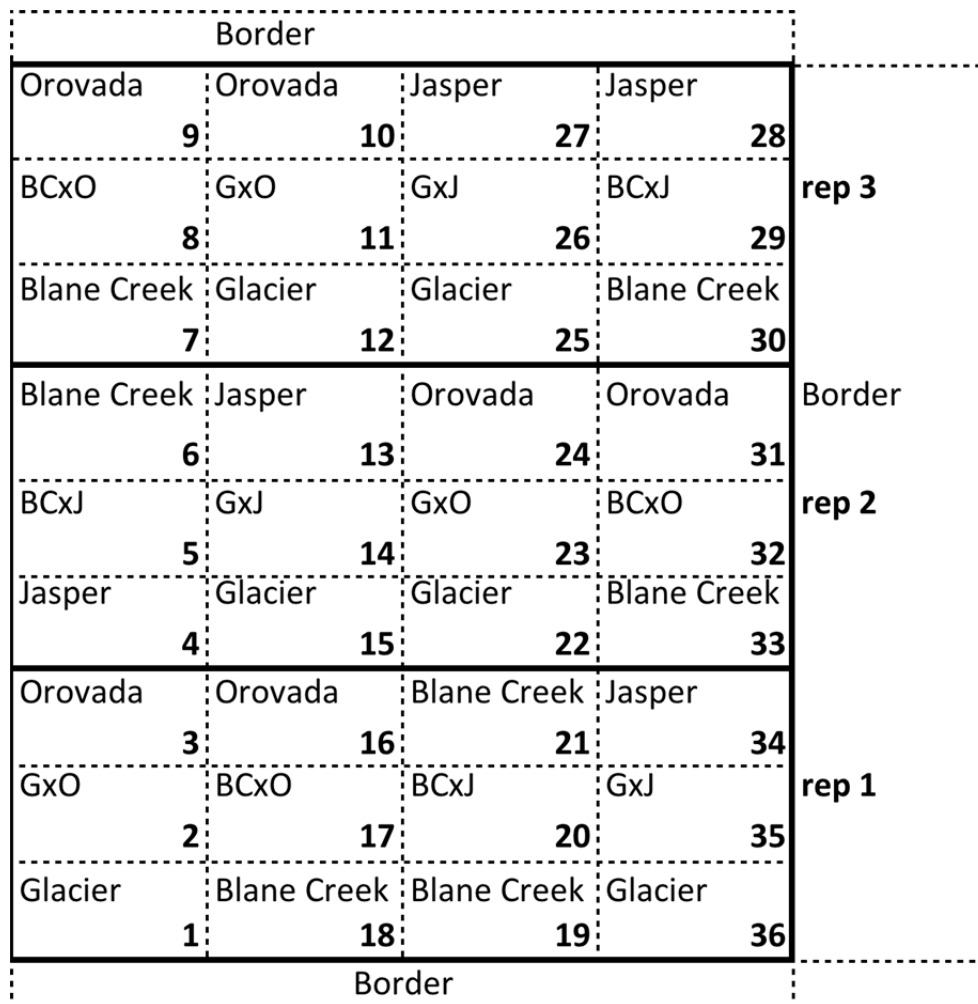 Border
Orovada Orovada Jasper Jasper
9 10 27 28
BCxO GxO GxJ BCxJ rep 3
8 11 26 29
Blane Creek Glacier Glacier Blane Creek
7 12 25 30
Blane Creek Jasper Orovada Orovada Border
6 13 24 31
BCxJ GxJ GxO BCxO rep 2
5 14 23 32
Jasper Glacier Glacier Blane Creek
4 15 22 33
Orovada Orovada Blane Creek Jasper
3 16 21 34
GxO BCxO BCxJ GxJ rep 1
2 17 20 35
Glacier Blane Creek Blane Creek Glacier
1 18 19 36
Border